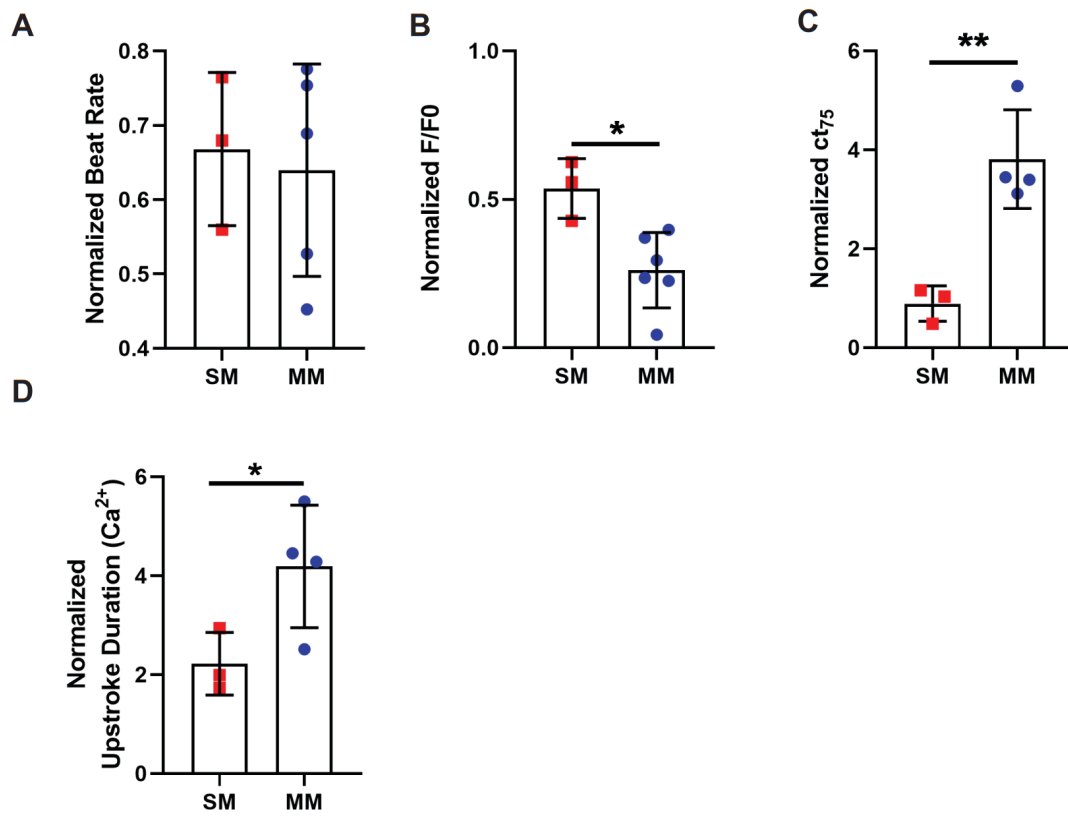 A
Normalized Beat Rate
0.8
0.7
0.6
0.5
0.4
SM MM
B
Normalized F/F0
1.0
0.5
0.0
*
SM MM
C
Normalized ct₇₅
8
6
4
2
0
**
SM MM
D
Normalized
Upstroke Duration (Ca²⁺)
6
4
2
0
*
SM MM